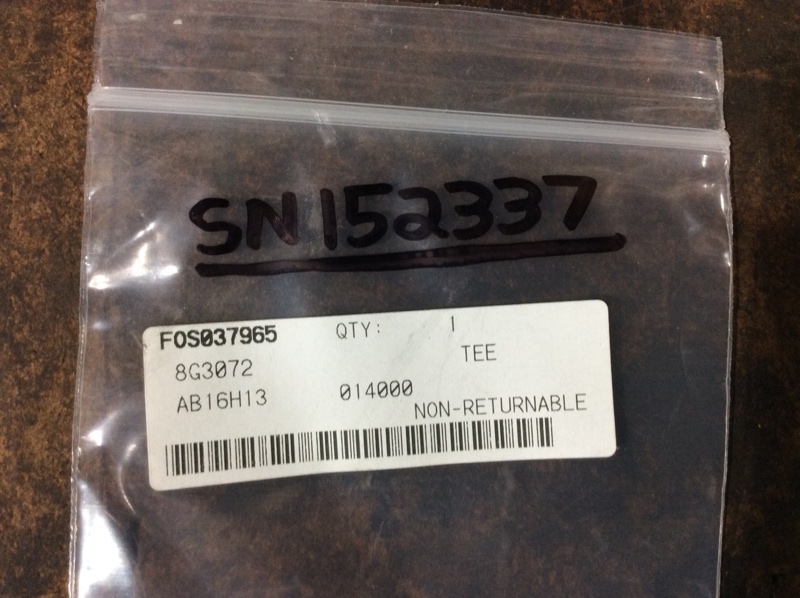 SN152337
FOS037965 QTY: 1
8G3072 TEE
AB16H13 014000
NON-RETURNABLE